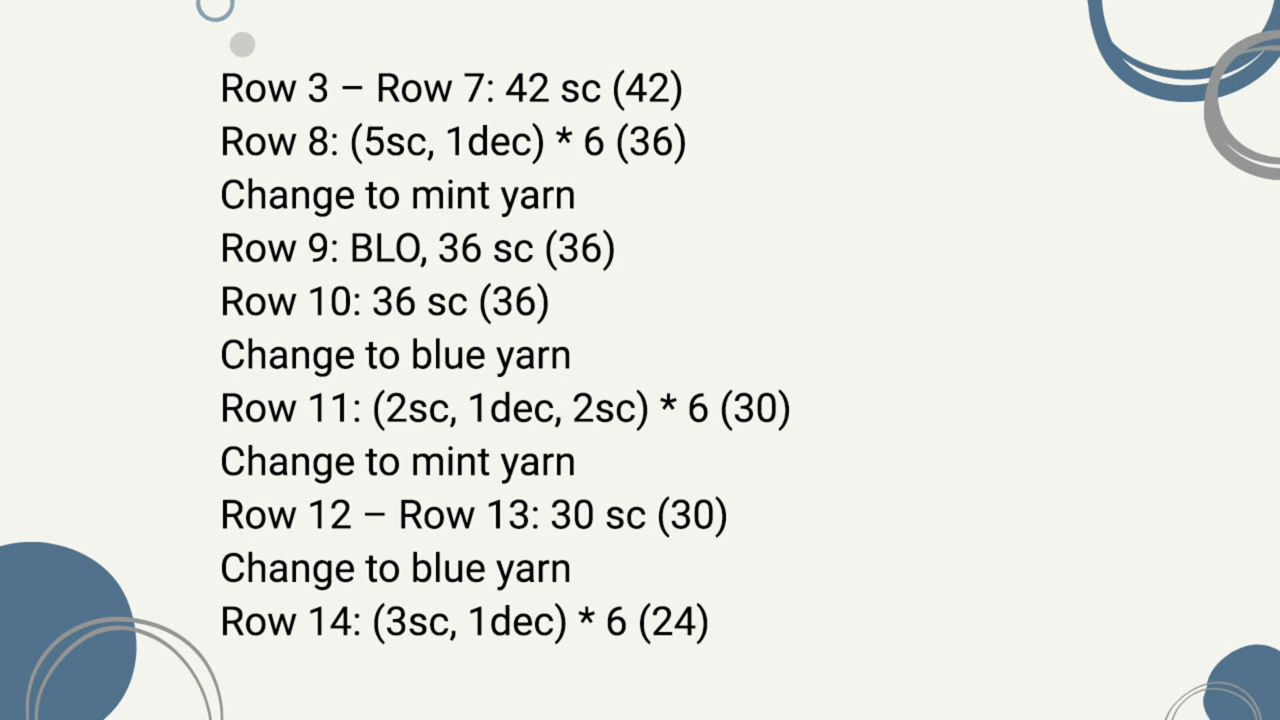 Row 3 – Row 7: 42 sc (42)
Row 8: (5sc, 1dec) * 6 (36)
Change to mint yarn
Row 9: BLO, 36 sc (36)
Row 10: 36 sc (36)
Change to blue yarn
Row 11: (2sc, 1dec, 2sc) * 6 (30)
Change to mint yarn
Row 12 – Row 13: 30 sc (30)
Change to blue yarn
Row 14: (3sc, 1dec) * 6 (24)